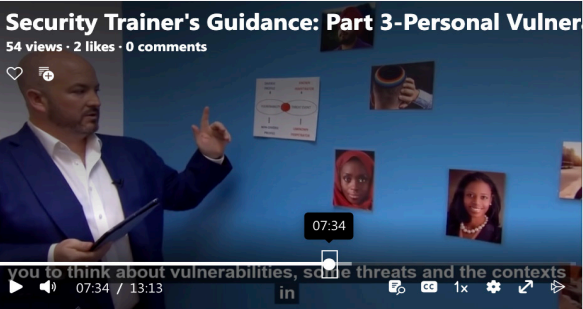 Security Trainer's Guidance: Part 3-Personal Vulner
54 views · 2 likes · 0 comments
07:34
you to think about vulnerabilities, some threats and the contexts
in
07:34 / 13:13
CC
1x